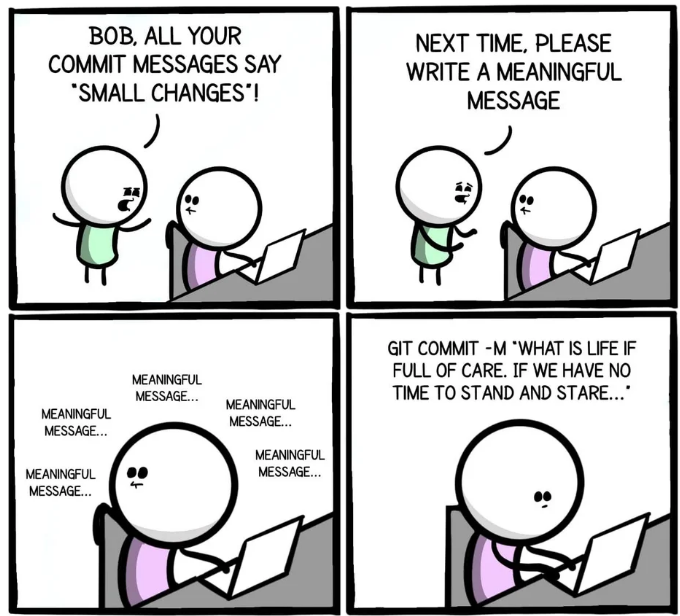 BOB, ALL YOUR
COMMIT MESSAGES SAY
"SMALL CHANGES"!
NEXT TIME, PLEASE
WRITE A MEANINGFUL
MESSAGE
MEANINGFUL
MESSAGE...
MEANINGFUL
MESSAGE...
MEANINGFUL
MESSAGE...
MEANINGFUL
MESSAGE...
MEANINGFUL
MESSAGE...
GIT COMMIT -M "WHAT IS LIFE IF
FULL OF CARE. IF WE HAVE NO
TIME TO STAND AND STARE..."